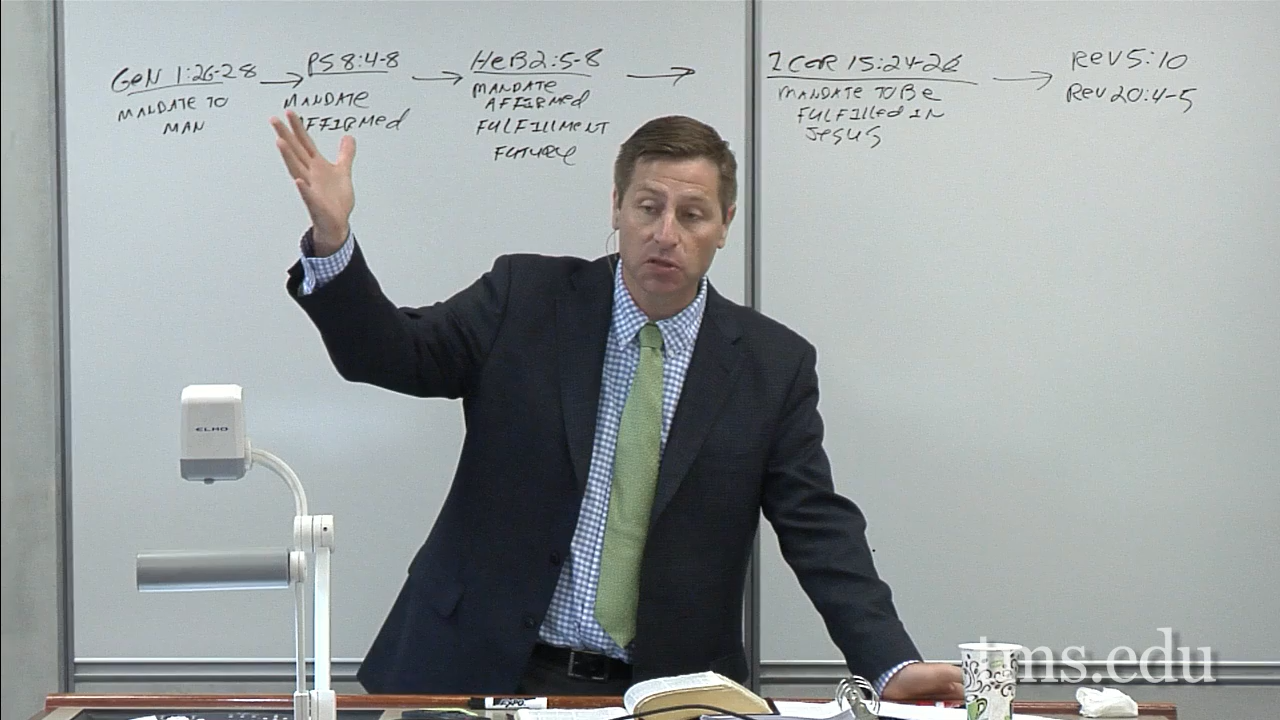 GeN 1:26-28
MANDATE TO
MAN
PS 8:4-8
MANDATE
AFFIRMED
HeB 2:5-8
MANDATE
AFFIRMED
FULFILLMENT
FUTURE
1 COR 15:24-26
MANDATE TO Be
FULFILLED IN
JESUS
Rev 5:10
Rev 20:4-5
ELMO
EXPO
tms.edu